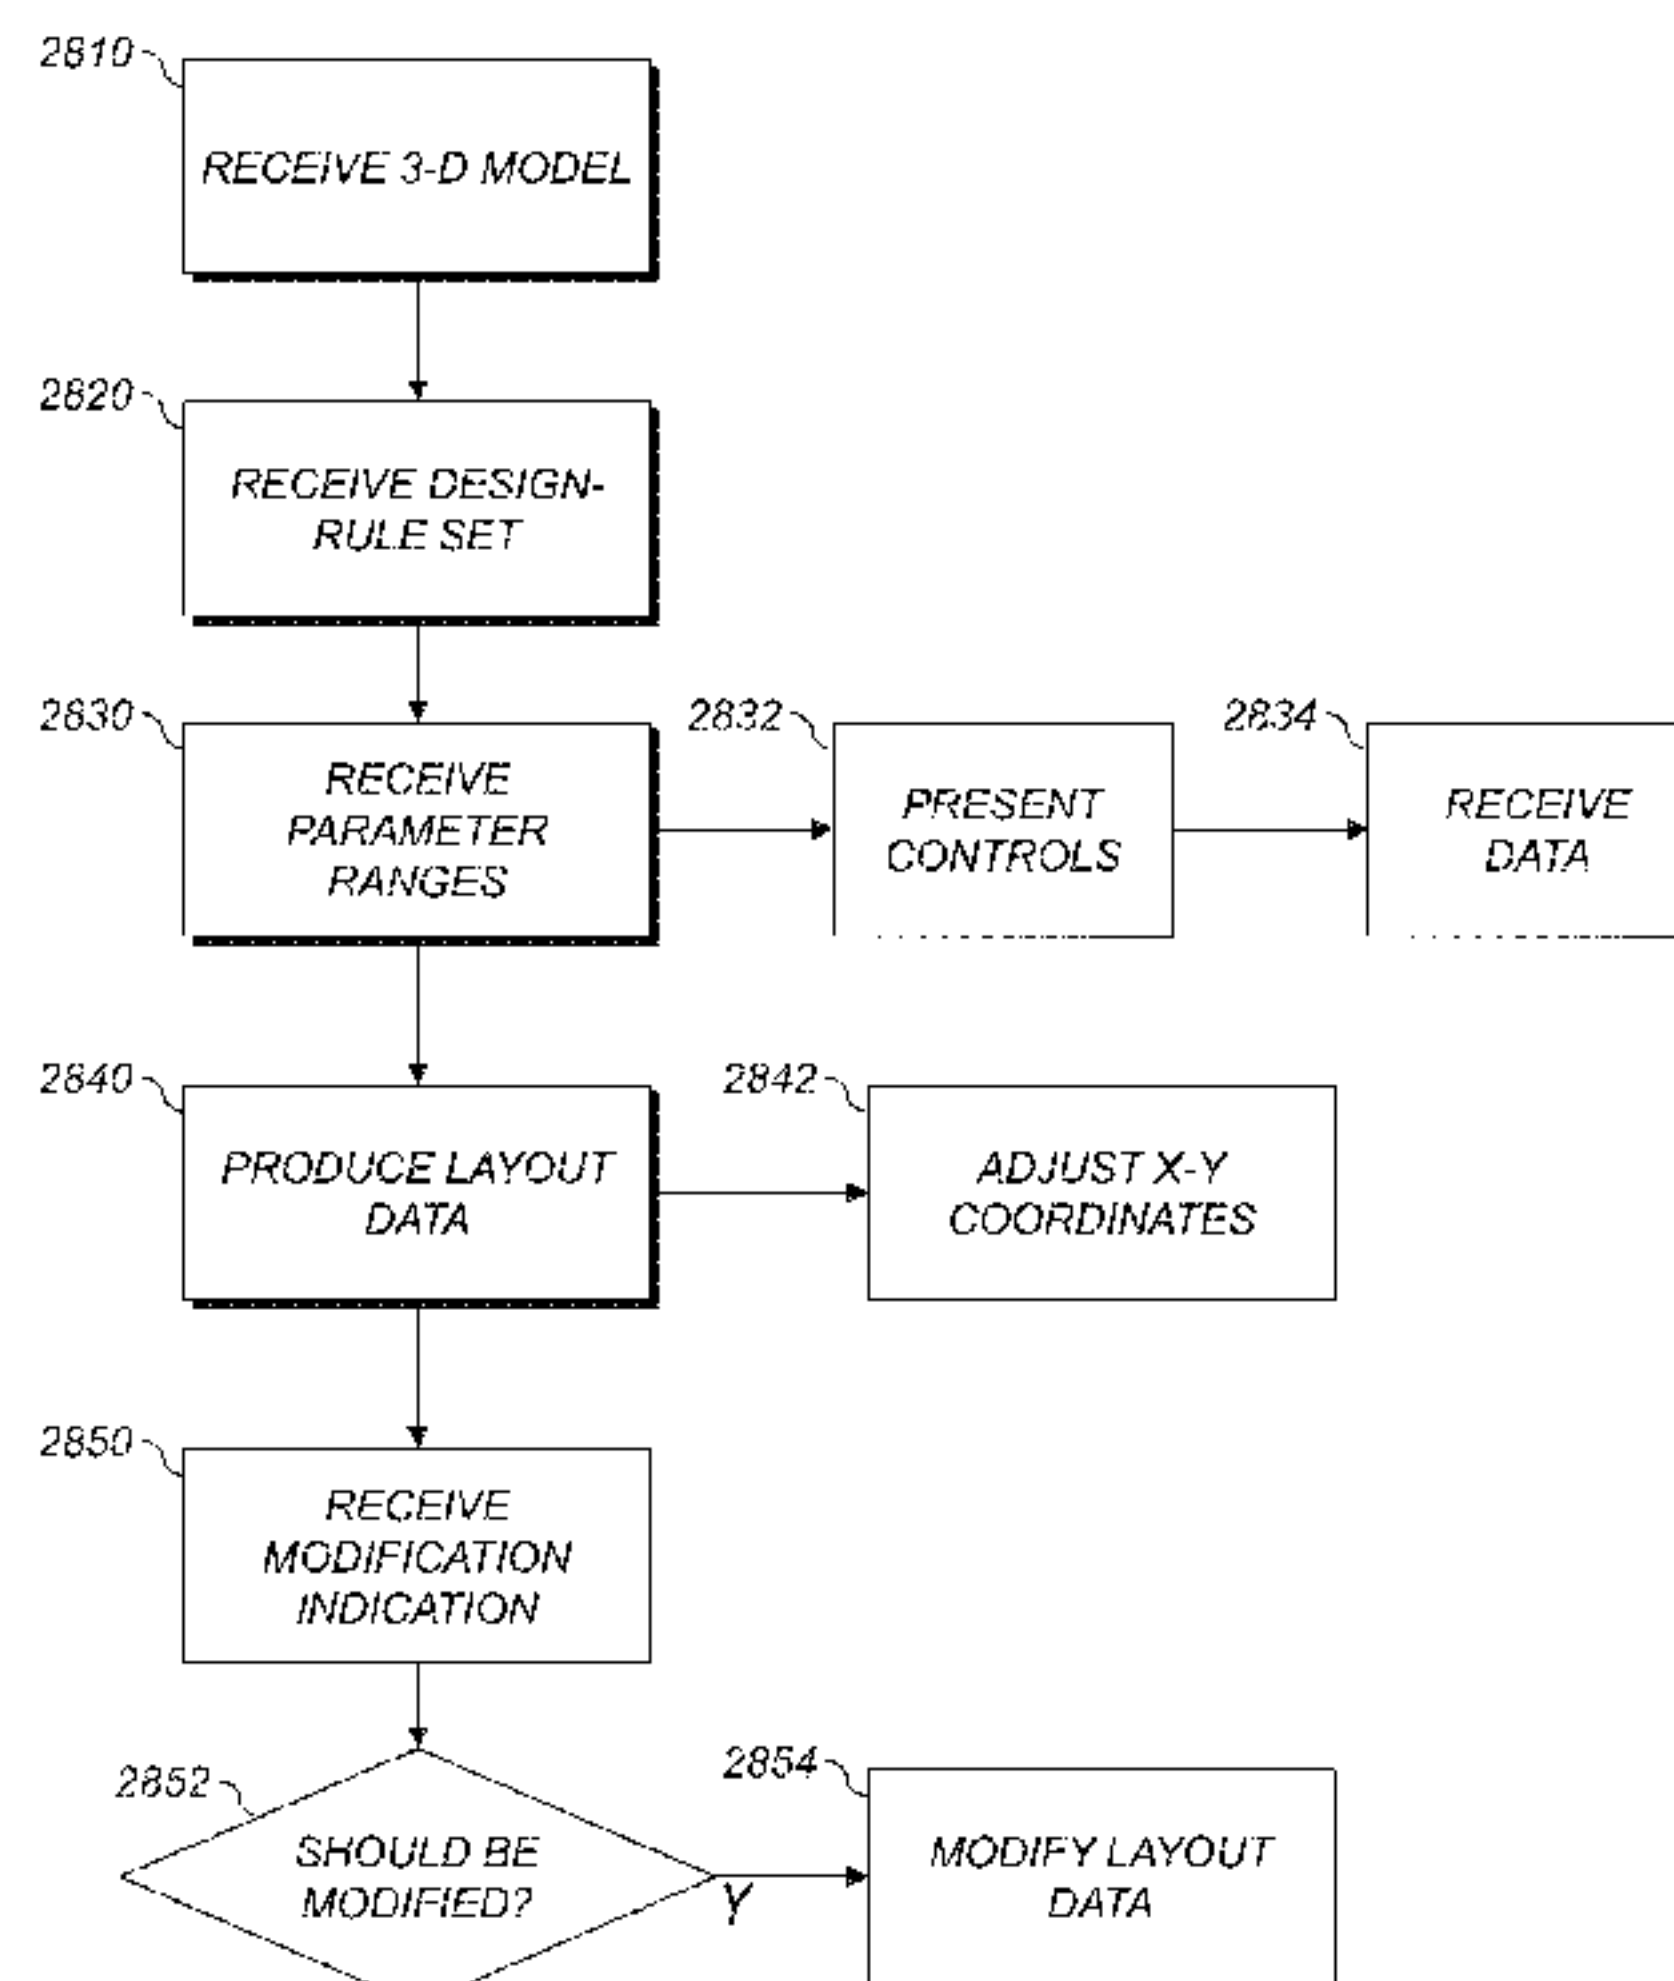 2810
RECEIVE 3-D MODEL
2820
RECEIVE DESIGN-
RULE SET
2830
RECEIVE
PARAMETER
RANGES
2832
PRESENT
CONTROLS
2834
RECEIVE
DATA
2840
PRODUCE LAYOUT
DATA
2842
ADJUST X-Y
COORDINATES
2850
RECEIVE
MODIFICATION
INDICATION
2852
SHOULD BE
MODIFIED?
Y
2854
MODIFY LAYOUT
DATA